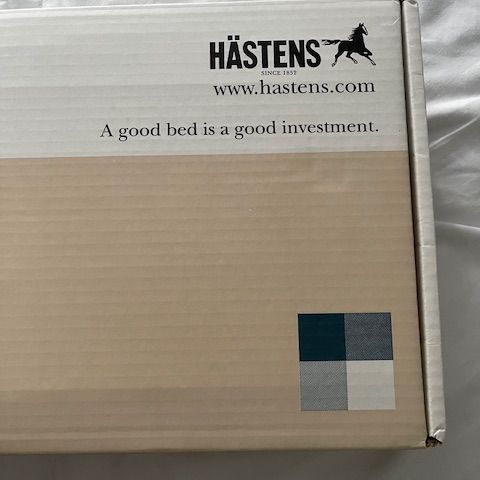 HÄSTENS
SINCE 1852
www.hastens.com
A good bed is a good investment.